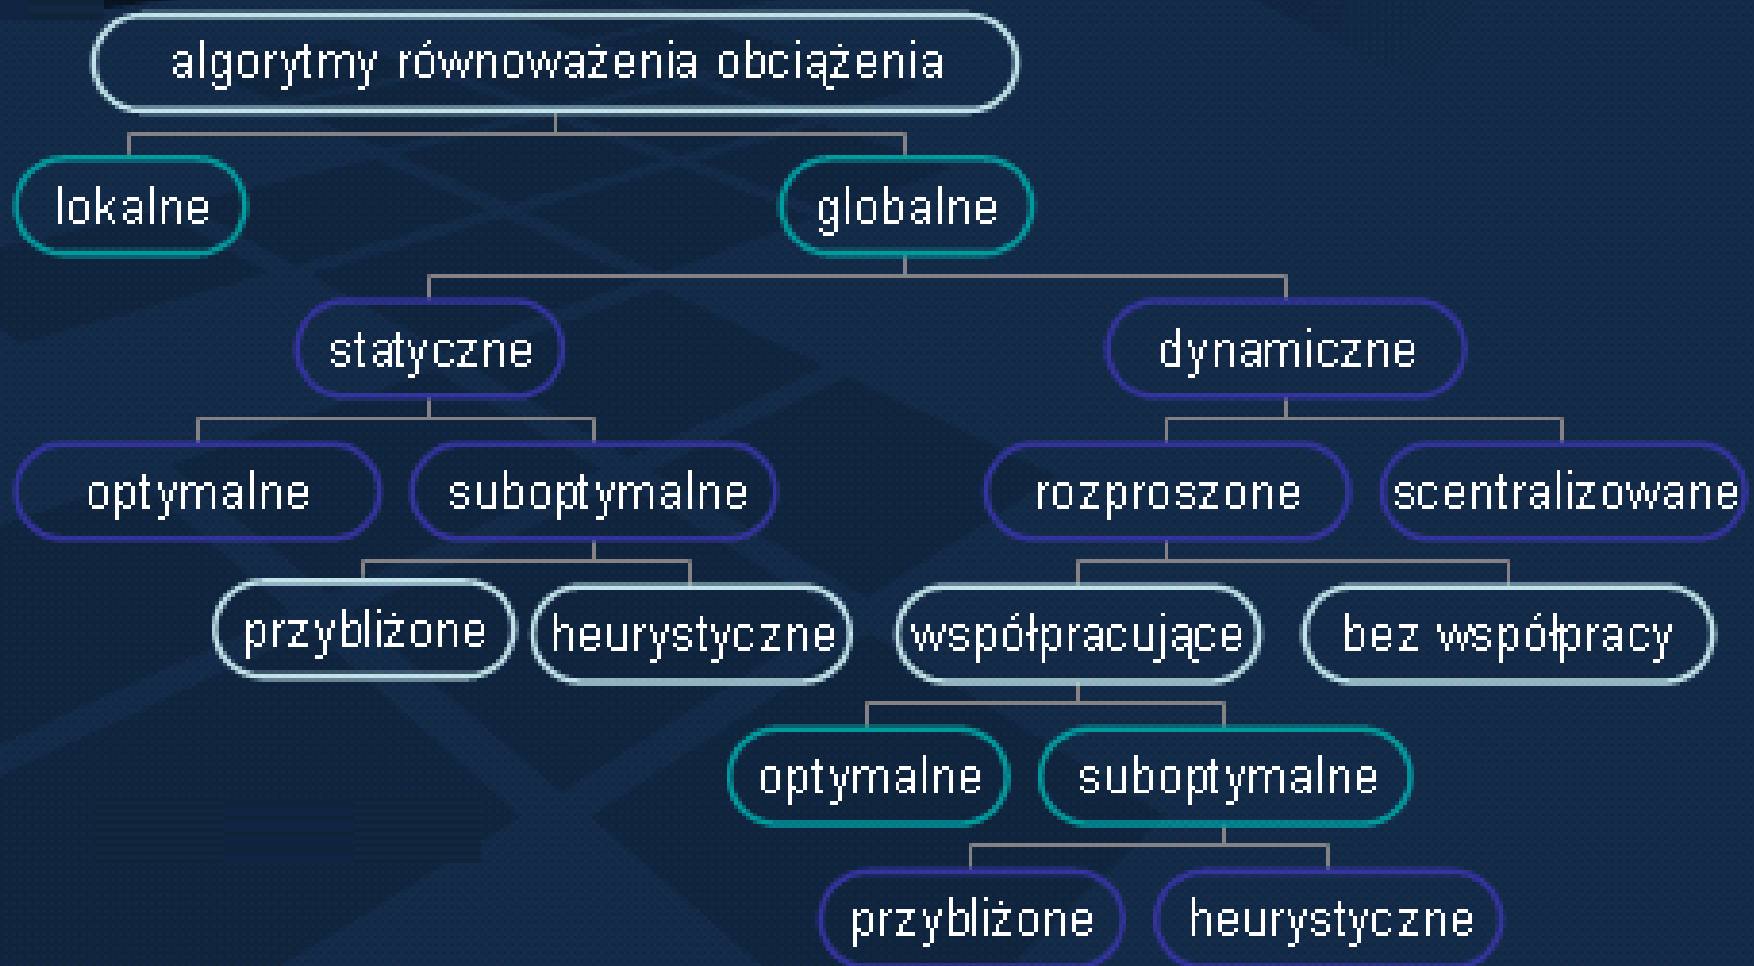 algorytmy równoważenia obciążenia
lokalne
globalne
statyczne
dynamiczne
optymalne
suboptymalne
rozproszone
scentralizowane
przybliżone
heurystyczne
współpracujące
bez współpracy
optymalne
suboptymalne
przybliżone
heurystyczne